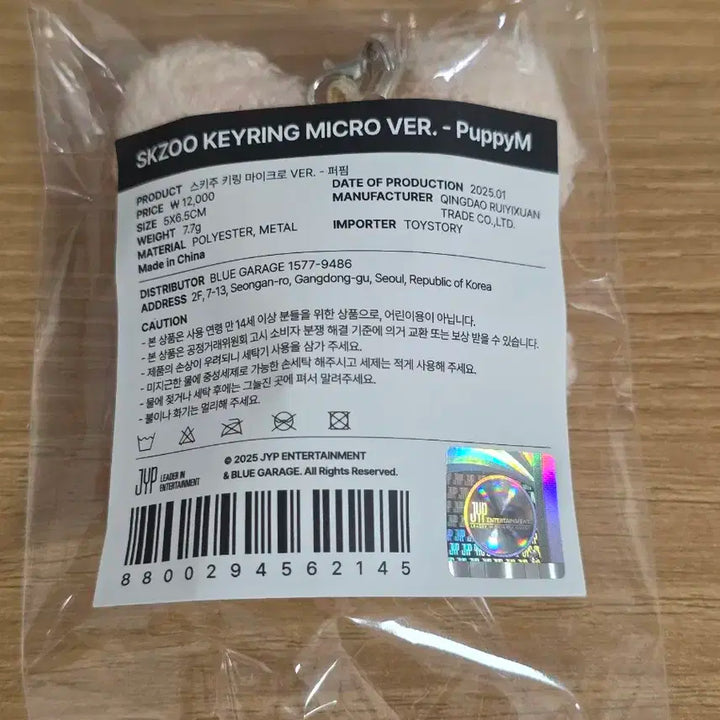 SKZOO KEYRING MICRO VER. - PuppyM
PRODUCT 스키주 키링 마이크로 VER. - 퍼핌
PRICE ₩ 12,000
SIZE 5X6.5CM
WEIGHT 7.7g
MATERIAL POLYESTER, METAL
Made in China
DATE OF PRODUCTION 2025.01
MANUFACTURER QINGDAO RUIYIXUAN
TRADE CO.,LTD.
IMPORTER TOYSTORY
DISTRIBUTOR BLUE GARAGE 1577-9486
ADDRESS 2F, 7-13, Seongan-ro, Gangdong-gu, Seoul, Republic of Korea
CAUTION
- 본 상품은 사용 연령 만 14세 이상 분들을 위한 상품으로, 어린이용이 아닙니다.
- 본 상품은 공정거래위원회 고시 소비자 분쟁 해결 기준에 의거 교환 또는 보상 받을 수 있습니다.
- 제품의 손상이 우려되니 세탁기 사용을 삼가 주세요.
- 미지근한 물에 중성세제로 가능한 손세탁 해주시고 세제는 적게 사용해 주세요.
- 물에 젖거나 세탁 후에는 그늘진 곳에 펴서 말려주세요.
- 불이나 화기는 멀리해 주세요.
JYP LEADER IN
ENTERTAINMENT
© 2025 JYP ENTERTAINMENT
& BLUE GARAGE. All Rights Reserved.
8800294562145
JYP ENTERTAINMENT